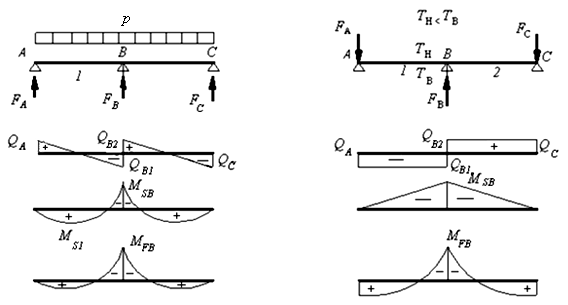 p
A B C
1
F_A F_B F_C
Q_A Q_B2 + − + − Q_B1 Q_C
M_SB
+ − − +
M_S1
M_FB
+ − − +
T_H < T_B
F_A F_C
A T_H B C
1 T_B 2
F_B
Q_A Q_B2 + Q_C
− Q_B1
M_SB
− −
M_FB
+ − − +